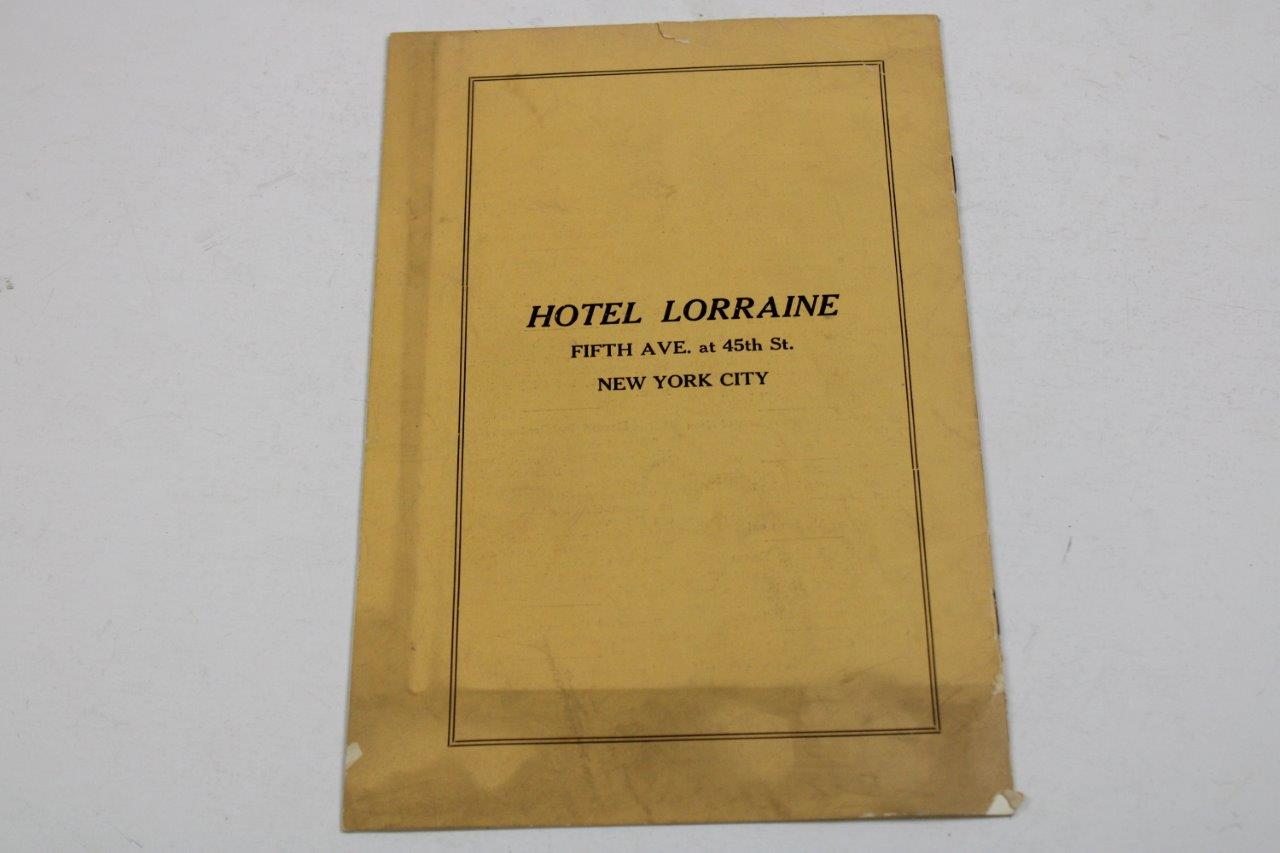 HOTEL LORRAINE
FIFTH AVE. at 45th St.
NEW YORK CITY